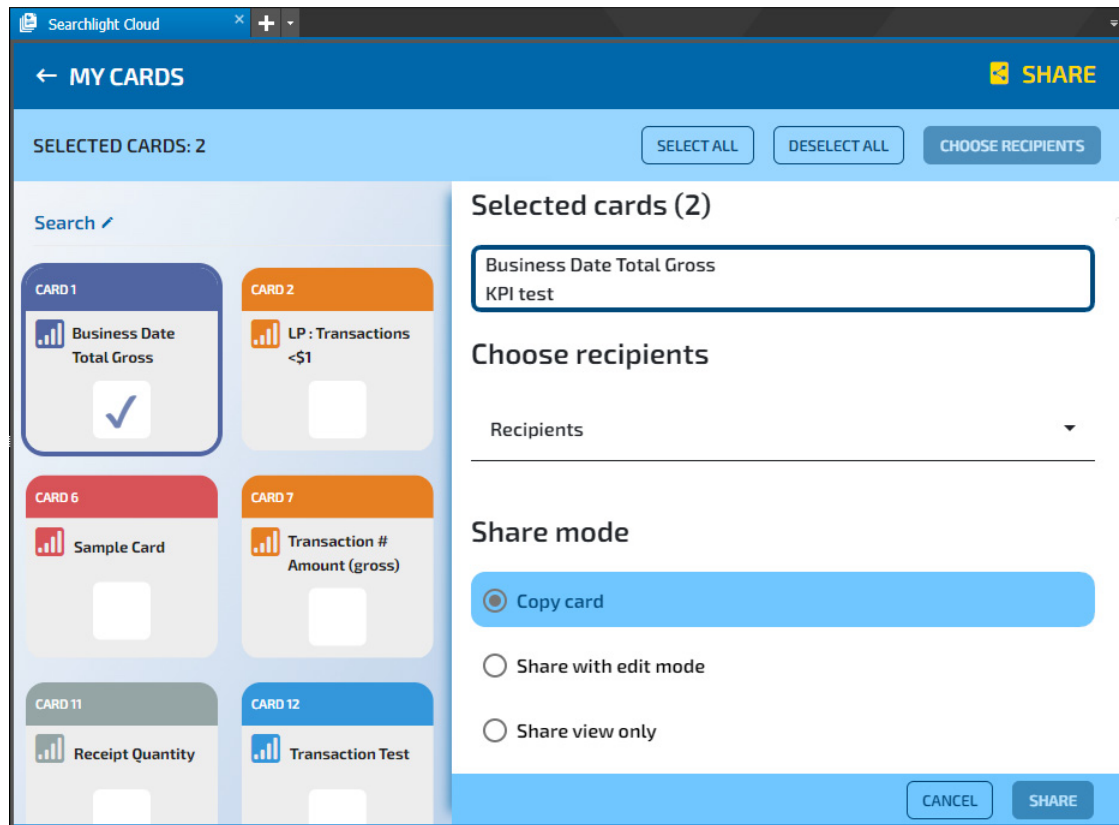 Searchlight Cloud
MY CARDS
SHARE
SELECTED CARDS: 2
SELECT ALL
DESELECT ALL
CHOOSE RECIPIENTS
Search
CARD 1
Business Date
Total Gross
CARD 2
LP : Transactions
<$1
CARD 6
Sample Card
CARD 7
Transaction #
Amount (gross)
CARD 11
Receipt Quantity
CARD 12
Transaction Test
Selected cards (2)
Business Date Total Gross
KPI test
Choose recipients
Recipients
Share mode
Copy card
Share with edit mode
Share view only
CANCEL
SHARE